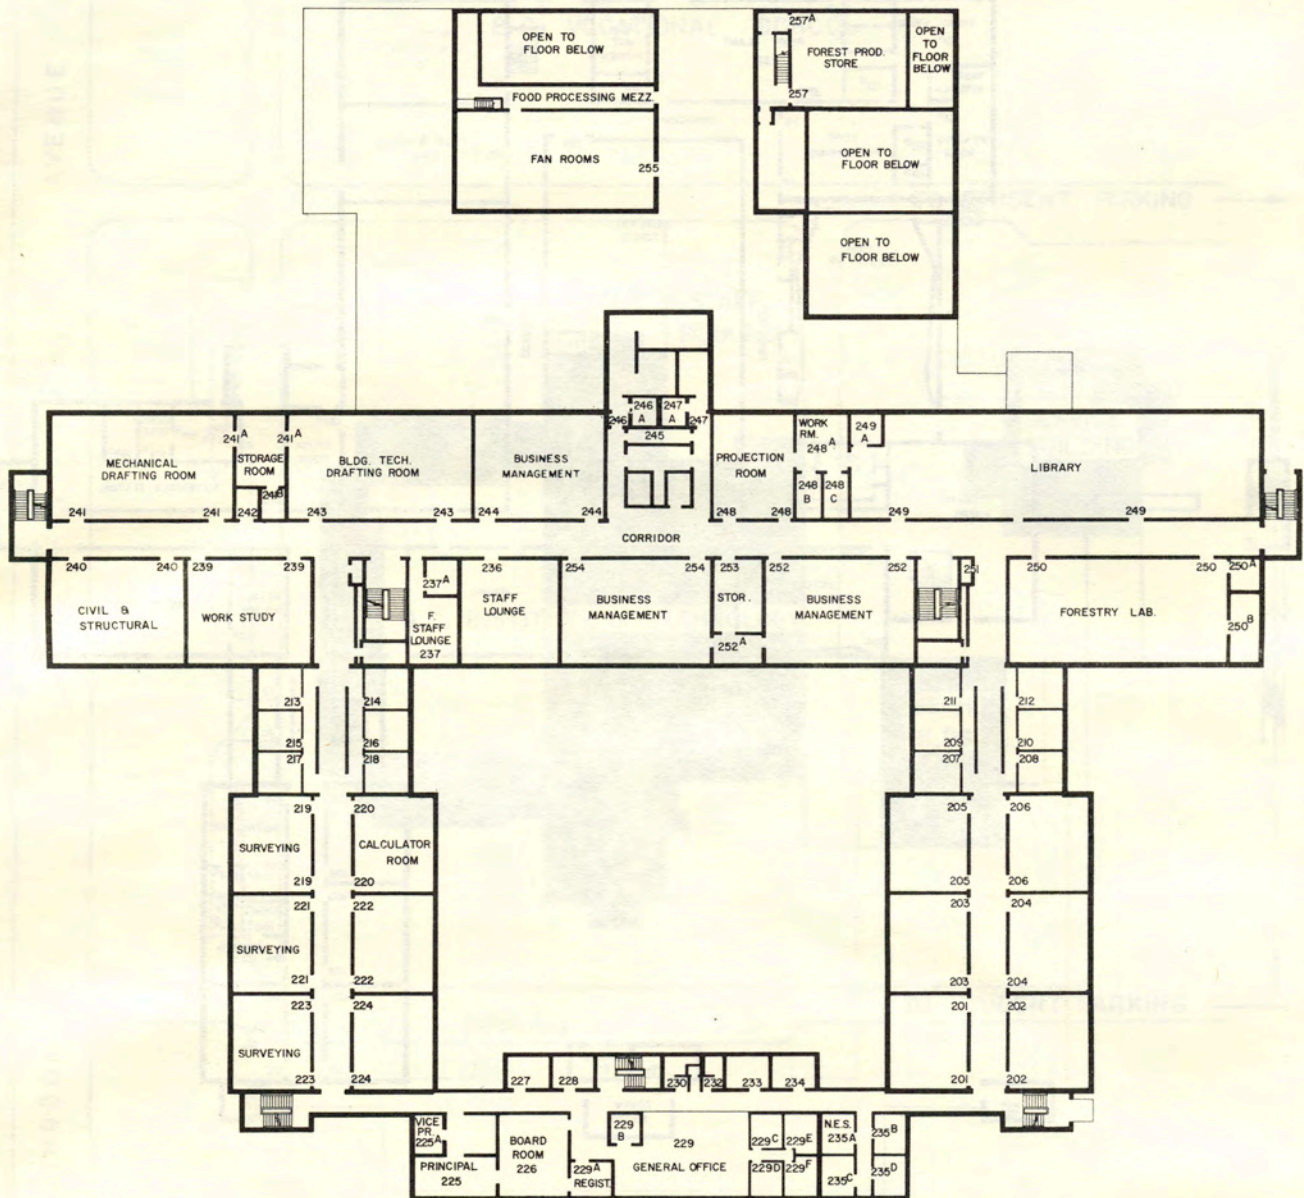 OPEN TO
FLOOR BELOW
FOOD PROCESSING MEZZ.
FAN ROOMS
255
257A
FOREST PROD.
STORE
257
OPEN
TO
FLOOR
BELOW
OPEN TO
FLOOR BELOW
OPEN TO
FLOOR BELOW
246
246
A
247
A
247
245
MECHANICAL
DRAFTING ROOM
241 241
241A
STORAGE
ROOM
241A
241B
242
BLDG. TECH.
DRAFTING ROOM
243 243
BUSINESS
MANAGEMENT
244 244
PROJECTION
ROOM
248 248
WORK
RM.
248A
248
B
248
C
249
A
LIBRARY
249 249
CORRIDOR
240 240
CIVIL &
STRUCTURAL
239 239
WORK STUDY
237A
F.
STAFF
LOUNGE
237
236
STAFF
LOUNGE
254 254
BUSINESS
MANAGEMENT
253
STOR.
252A
252 252
BUSINESS
MANAGEMENT
251
250 250
FORESTRY LAB.
250A
250B
213 214
215 216
217 218
211 212
209 210
207 208
219 220
SURVEYING
CALCULATOR
ROOM
219 220
221 222
SURVEYING
221 222
223 224
SURVEYING
223 224
205 206
205 206
203 204
203 204
201 202
201 202
227 228 230 232 233 234
VICE
PR.
225A
PRINCIPAL
225
BOARD
ROOM
226
229A
REGIST.
229
B
229
GENERAL OFFICE
229C
229D
229E
229F
N.E.S.
235A
235B
235C
235D